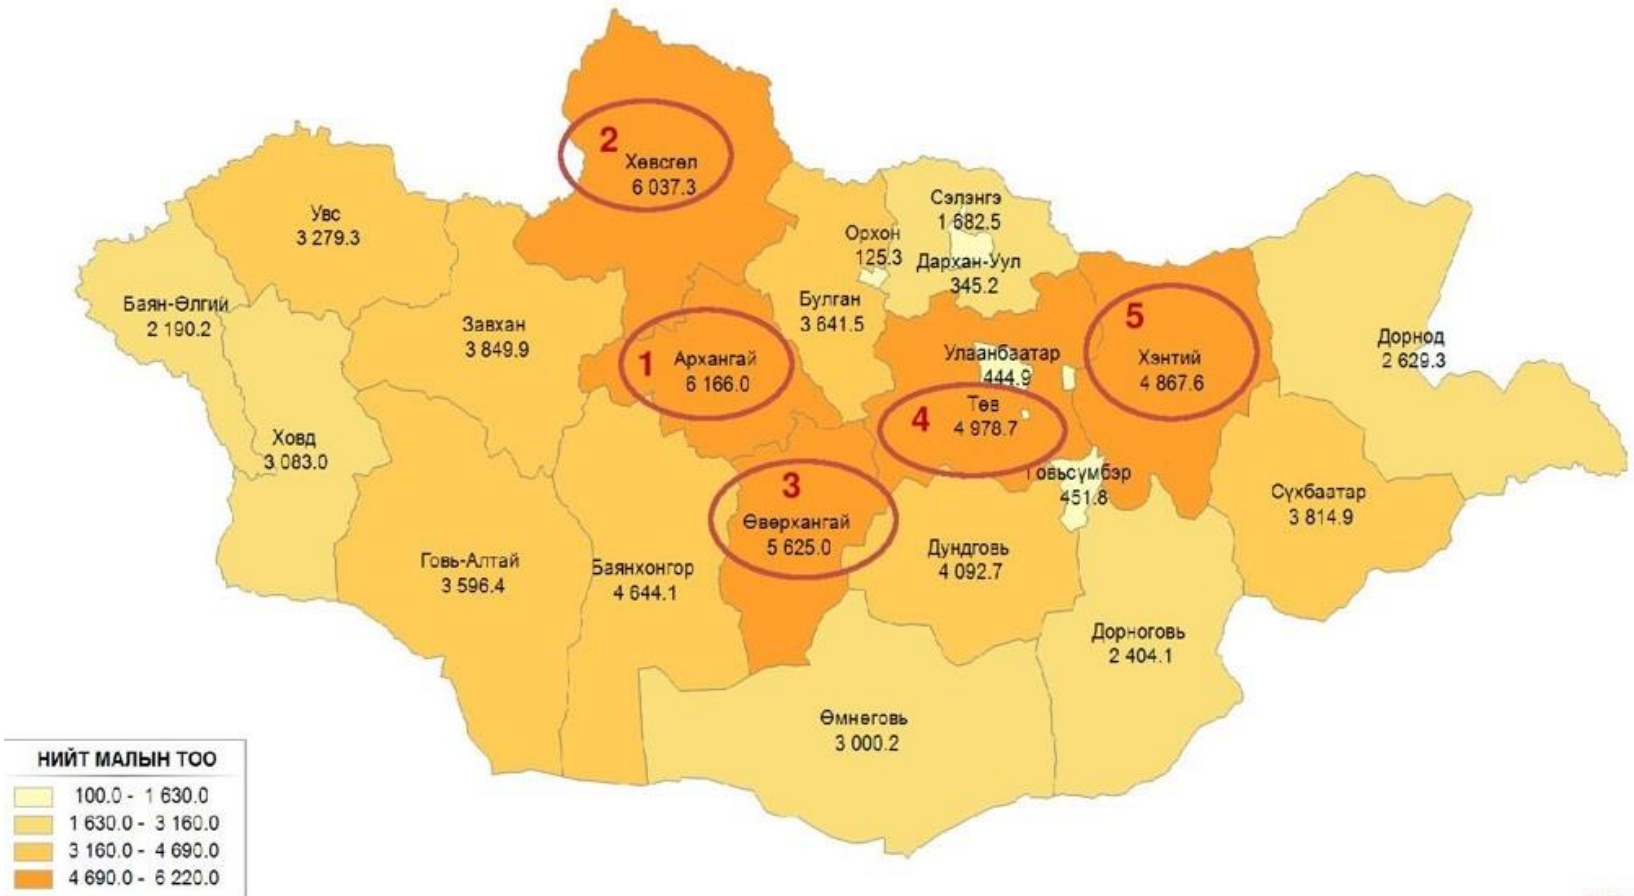 2
Хөвсгөл
6 037.3
Увс
3 279.3
Сэлэнгэ
1 682.5
Орхон
125.3
Дархан-Уул
345.2
Баян-Өлгий
2 190.2
Завхан
3 849.9
Булган
3 641.5
5
Хэнтий
4 867.6
Дорнод
2 629.3
1
Архангай
6 166.0
Улаанбаатар
444.9
4
Төв
4 978.7
Ховд
3 083.0
Говьсүмбэр
451.8
3
Өвөрхангай
5 625.0
Сүхбаатар
3 814.9
Говь-Алтай
3 596.4
Баянхонгор
4 644.1
Дундговь
4 092.7
Дорноговь
2 404.1
Өмнөговь
3 000.2
НИЙТ МАЛЫН ТОО
100.0 - 1 630.0
1 630.0 - 3 160.0
3 160.0 - 4 690.0
4 690.0 - 6 220.0